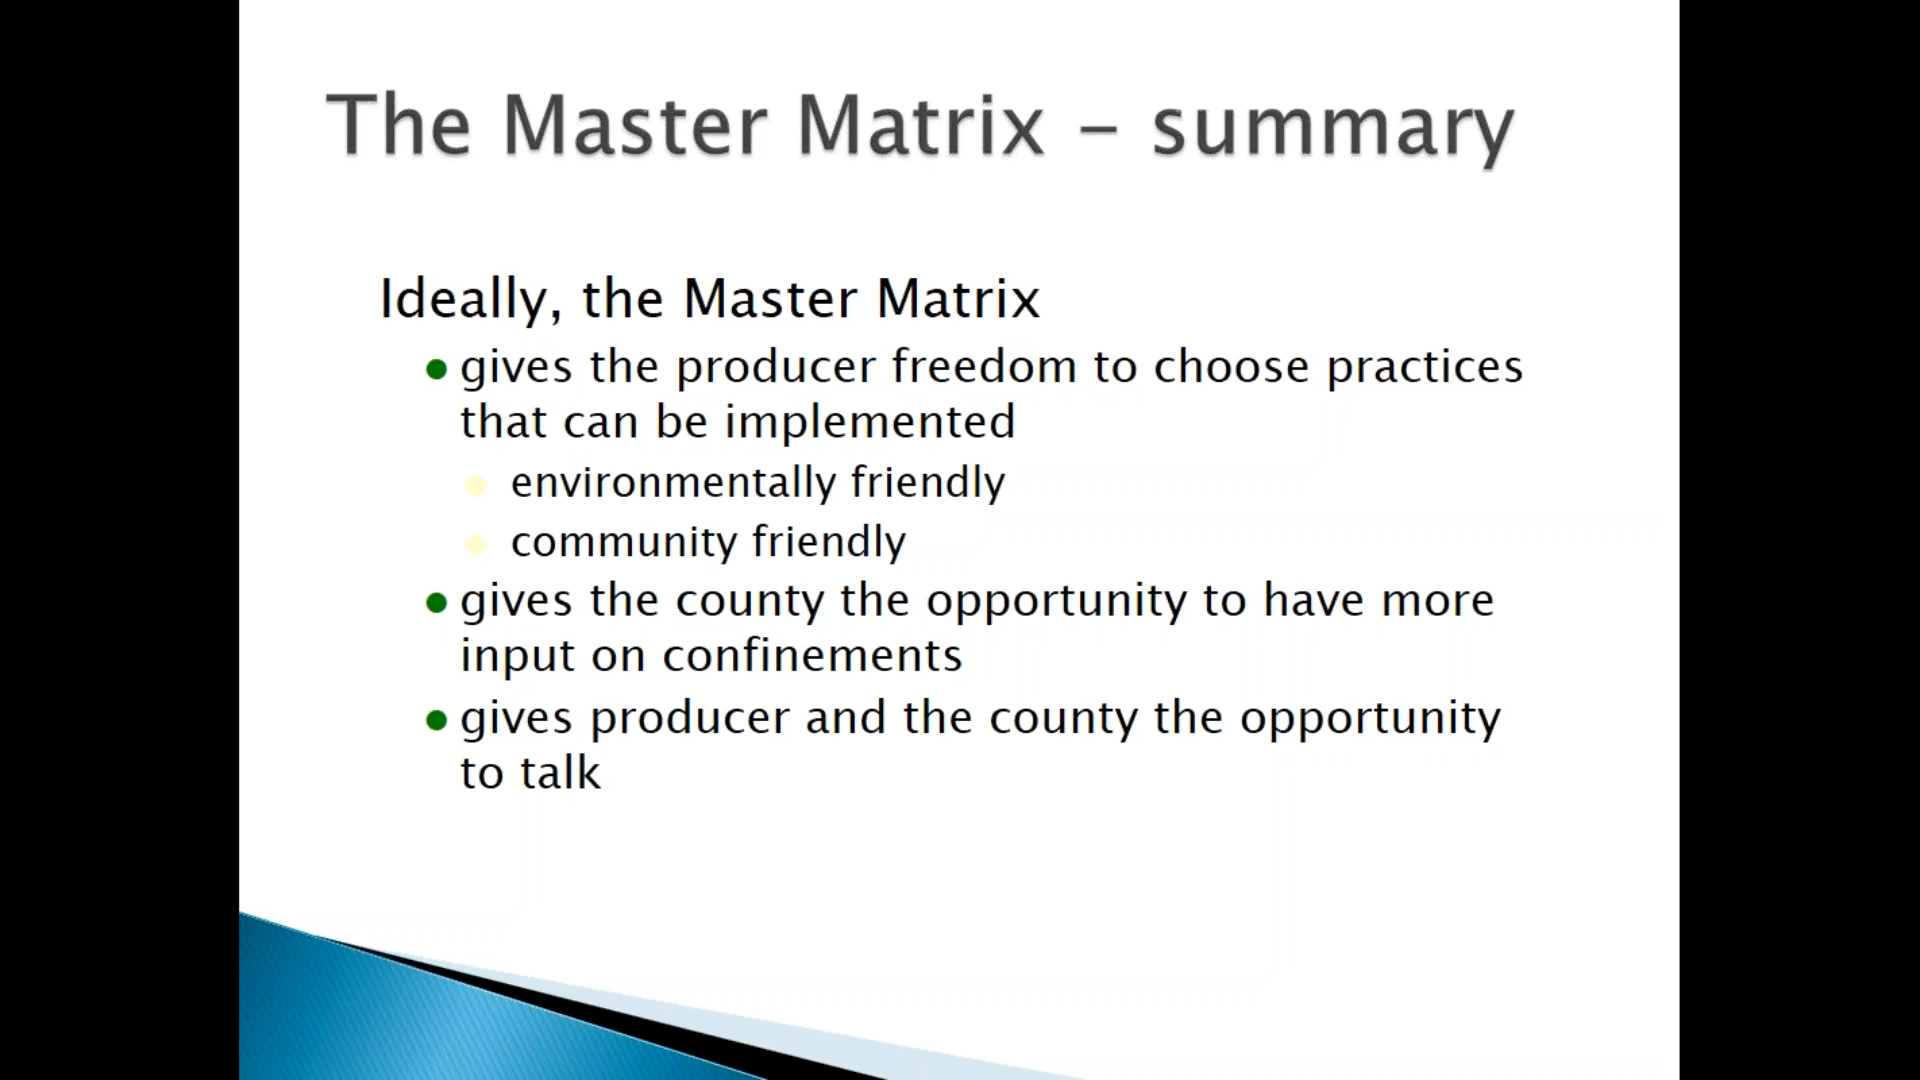 The Master Matrix – summary
Ideally, the Master Matrix
gives the producer freedom to choose practices
that can be implemented
environmentally friendly
community friendly
gives the county the opportunity to have more
input on confinements
gives producer and the county the opportunity
to talk